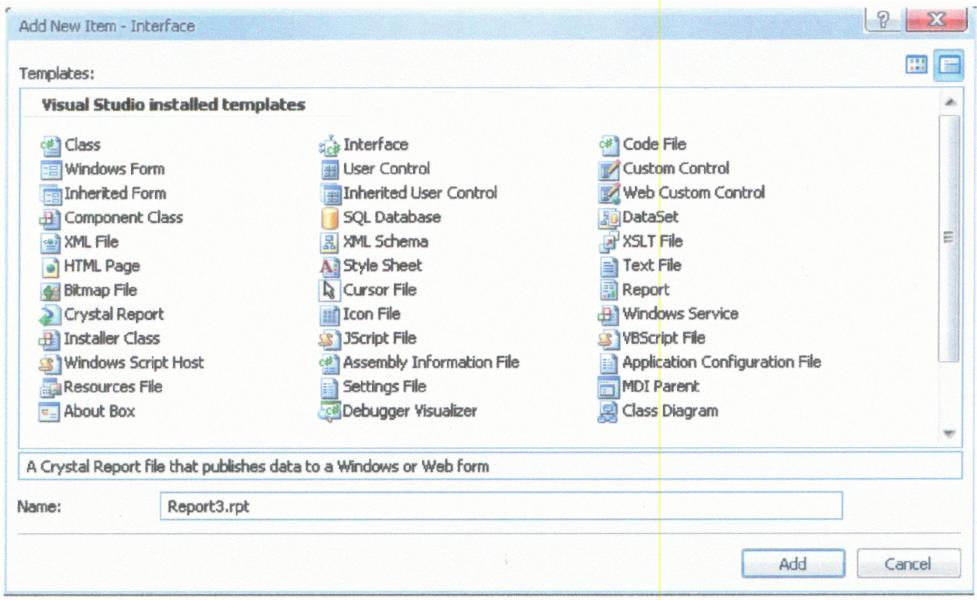 Add New Item - Interface
Templates:
Visual Studio installed templates
Class Interface Code File
Windows Form User Control Custom Control
Inherited Form Inherited User Control Web Custom Control
Component Class SQL Database DataSet
XML File XML Schema XSLT File
HTML Page Style Sheet Text File
Bitmap File Cursor File Report
Crystal Report Icon File Windows Service
Installer Class JScript File VBScript File
Windows Script Host Assembly Information File Application Configuration File
Resources File Settings File MDI Parent
About Box Debugger Visualizer Class Diagram
A Crystal Report file that publishes data to a Windows or Web form
Name: Report3.rpt
Add Cancel